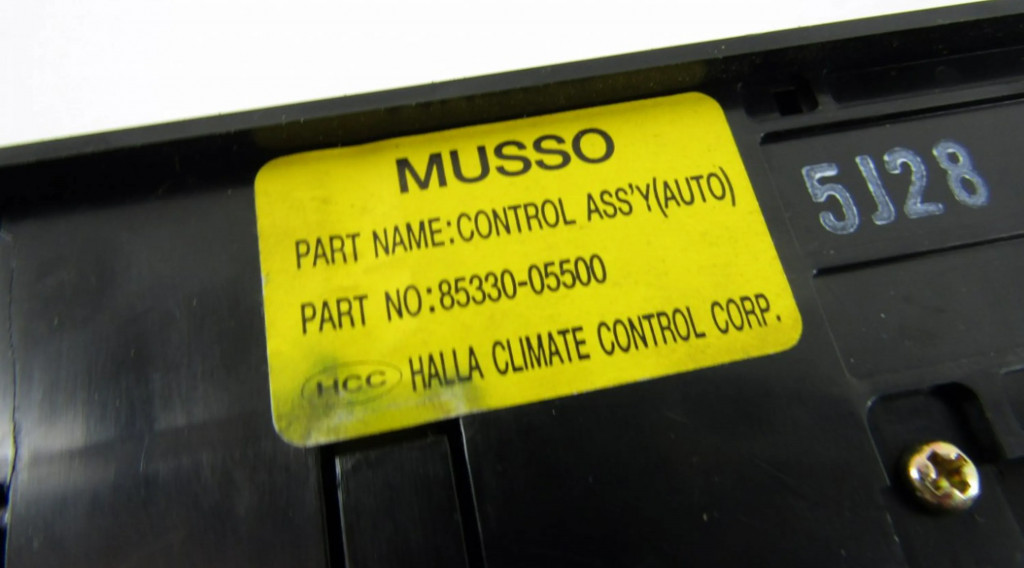 MUSSO
PART NAME:CONTROL ASS'Y(AUTO)
PART NO:85330-05500
HCC HALLA CLIMATE CONTROL CORP.
5J28